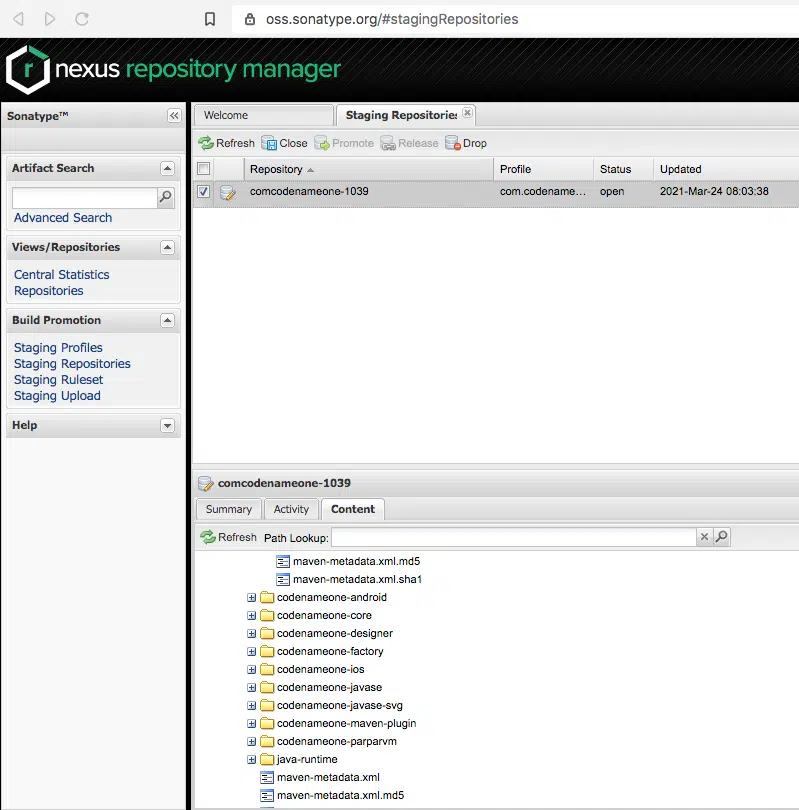 oss.sonatype.org/#stagingRepositories
nexus repository manager
Sonatype™
Welcome
Staging Repositories
Refresh Close Promote Release Drop
Artifact Search
Repository Profile Status Updated
comcodenameone-1039 com.codename... open 2021-Mar-24 08:03:38
Advanced Search
Views/Repositories
Central Statistics
Repositories
Build Promotion
Staging Profiles
Staging Repositories
Staging Ruleset
Staging Upload
Help
comcodenameone-1039
Summary Activity Content
Refresh Path Lookup:
maven-metadata.xml.md5
maven-metadata.xml.sha1
codenameone-android
codenameone-core
codenameone-designer
codenameone-factory
codenameone-ios
codenameone-javase
codenameone-javase-svg
codenameone-maven-plugin
codenameone-parparvm
java-runtime
maven-metadata.xml
maven-metadata.xml.md5